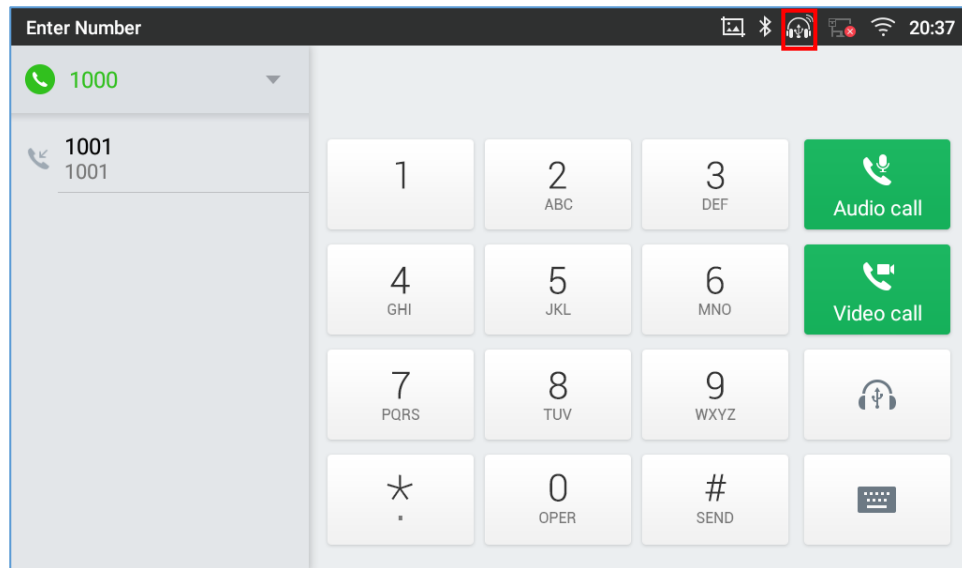 Enter Number
20:37
1000
1001
1001
1
2
ABC
3
DEF
Audio call
4
GHI
5
JKL
6
MNO
Video call
7
PQRS
8
TUV
9
WXYZ
*
.
0
OPER
#
SEND